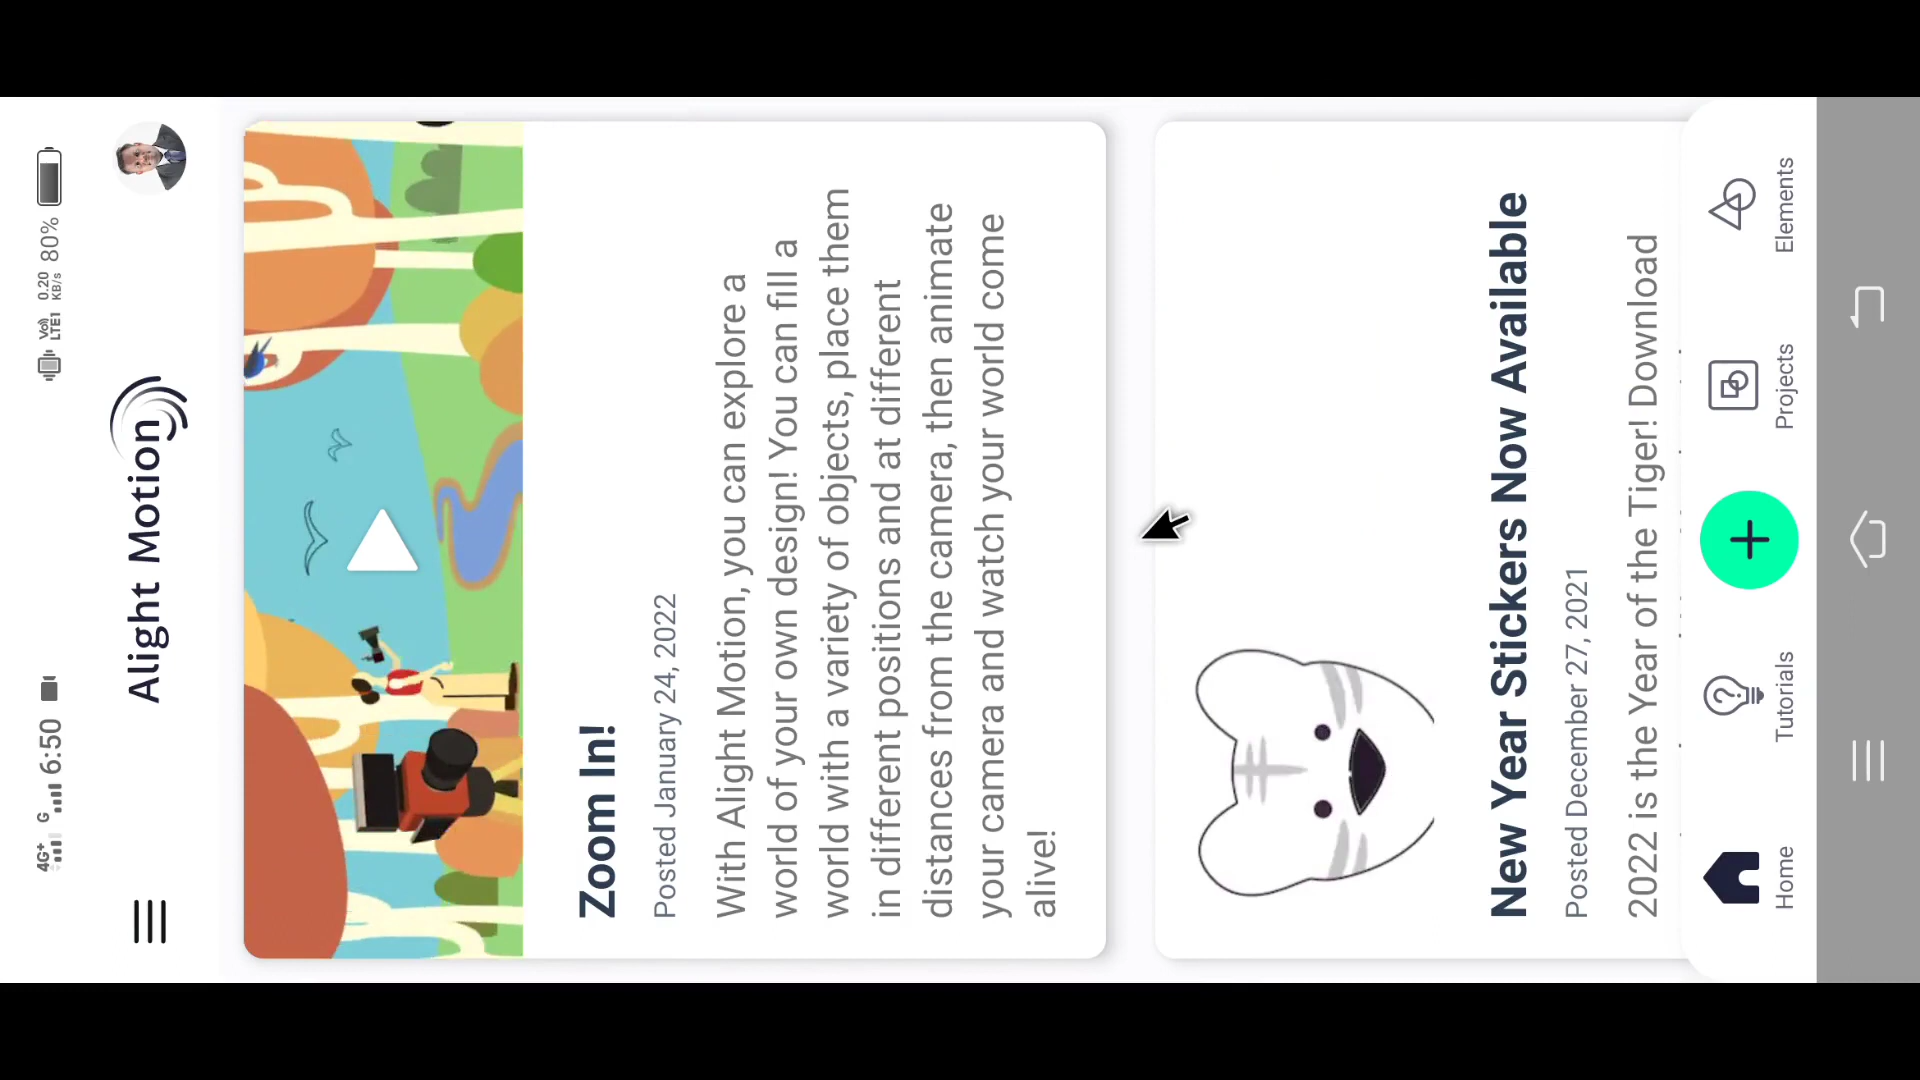 4G+ G 6:50 Vo) LTE1 0.20 KB/s 80%
Alight Motion
Zoom In!
Posted January 24, 2022
With Alight Motion, you can explore a
world of your own design! You can fill a
world with a variety of objects, place them
in different positions and at different
distances from the camera, then animate
your camera and watch your world come
alive!
New Year Stickers Now Available
Posted December 27, 2021
2022 is the Year of the Tiger! Download
Home
Tutorials
Projects
Elements